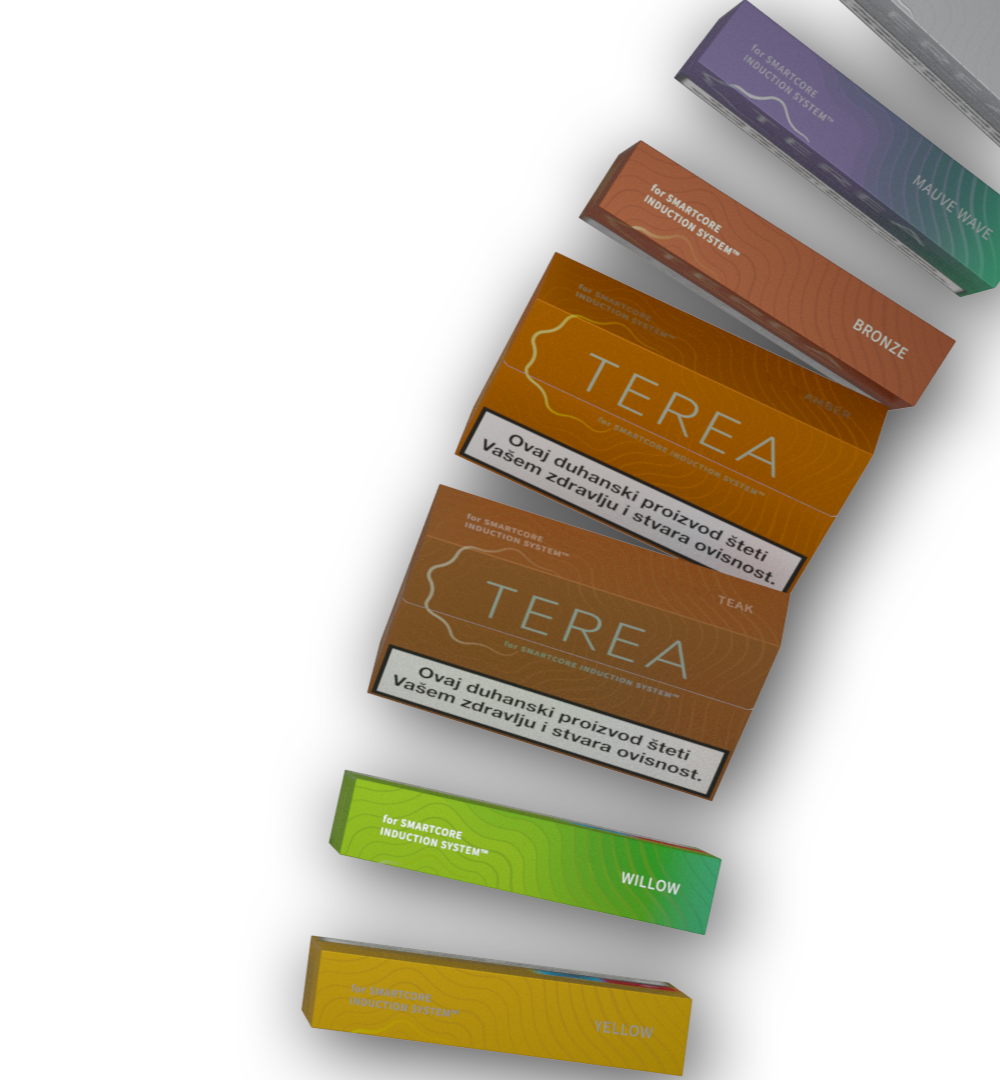 for SMARTCORE
INDUCTION SYSTEM™
MAUVE WAVE
for SMARTCORE
INDUCTION SYSTEM™
BRONZE
for SMARTCORE
INDUCTION SYSTEM™
AMBER
TEREA
for SMARTCORE INDUCTION SYSTEM™
Ovaj duhanski proizvod šteti
Vašem zdravlju i stvara ovisnost.
for SMARTCORE
INDUCTION SYSTEM™
TEAK
TEREA
for SMARTCORE INDUCTION SYSTEM™
Ovaj duhanski proizvod šteti
Vašem zdravlju i stvara ovisnost.
for SMARTCORE
INDUCTION SYSTEM™
WILLOW
for SMARTCORE
INDUCTION SYSTEM™
YELLOW